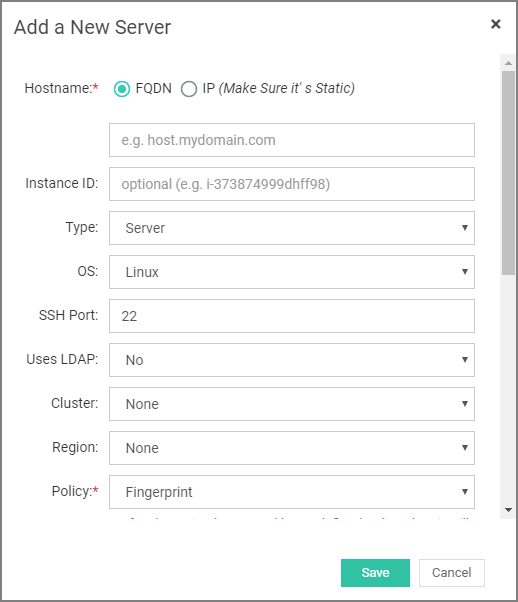 Add a New Server ×
Hostname:* FQDN IP (Make Sure it' s Static)
e.g. host.mydomain.com
Instance ID: optional (e.g. i-373874999dhff98)
Type: Server
OS: Linux
SSH Port: 22
Uses LDAP: No
Cluster: None
Region: None
Policy:* Fingerprint
Save Cancel